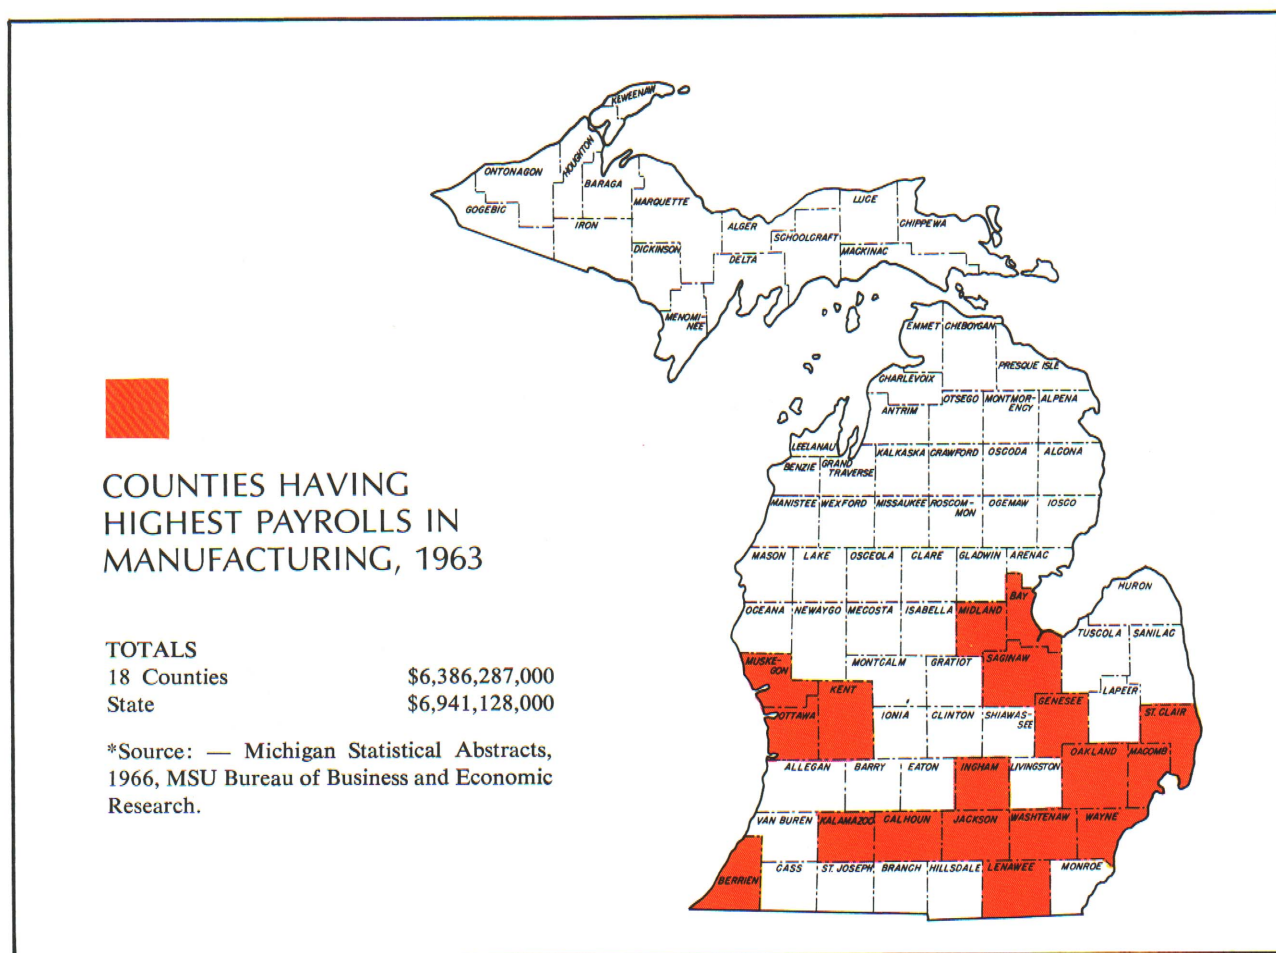 KEWEENAW
HOUGHTON
ONTONAGON
BARAGA
GOGEBIC
MARQUETTE
IRON
LUCE
CHIPPEWA
ALGER
SCHOOLCRAFT
DICKINSON
MACKINAC
DELTA
MENOMI-
NEE
EMMET CHEBOYGAN
PRESQUE ISLE
CHARLEVOIX
OTSEGO MONTMOR-
ENCY
ALPENA
ANTRIM
LEELANAU
KALKASKA CRAWFORD OSCODA ALCONA
BENZIE GRAND
TRAVERSE
MANISTEE WEXFORD MISSAUKEE ROSCOM-
MON
OGEMAW IOSCO
MASON LAKE OSCEOLA CLARE GLADWIN ARENAC
HURON
BAY
OCEANA NEWAYGO MECOSTA ISABELLA MIDLAND
TUSCOLA SANILAC
MUSKE-
GON
MONTCALM GRATIOT SAGINAW
KENT
LAPEER
GENESEE
OTTAWA IONIA CLINTON SHIAWAS-
SEE
ST. CLAIR
OAKLAND MACOMB
ALLEGAN BARRY EATON INGHAM LIVINGSTON
VAN BUREN KALAMAZOO CALHOUN JACKSON WASHTENAW WAYNE
BERRIEN CASS ST. JOSEPH BRANCH HILLSDALE LENAWEE MONROE
COUNTIES HAVING
HIGHEST PAYROLLS IN
MANUFACTURING, 1963
TOTALS
18 Counties $6,386,287,000
State $6,941,128,000
*Source: — Michigan Statistical Abstracts,
1966, MSU Bureau of Business and Economic
Research.